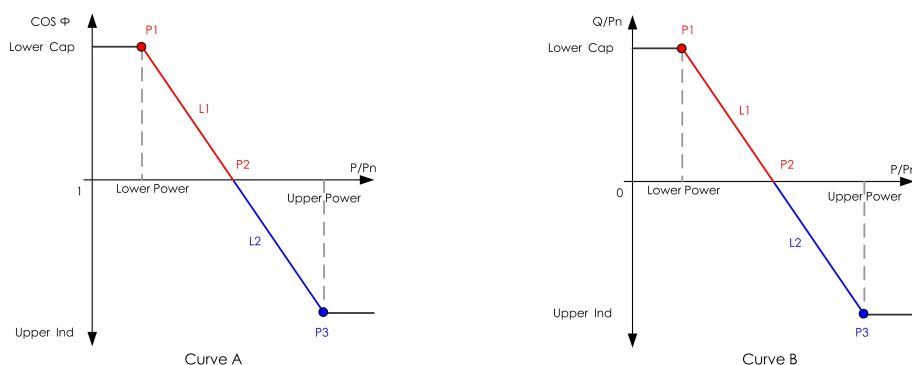 COS Φ
P1
Lower Cap
L1
P2
P/Pn
1
Lower Power
Upper Power
L2
Upper Ind
P3
Curve A
Q/Pn
P1
Lower Cap
L1
P2
P/Pn
0
Lower Power
Upper Power
L2
Upper Ind
P3
Curve B